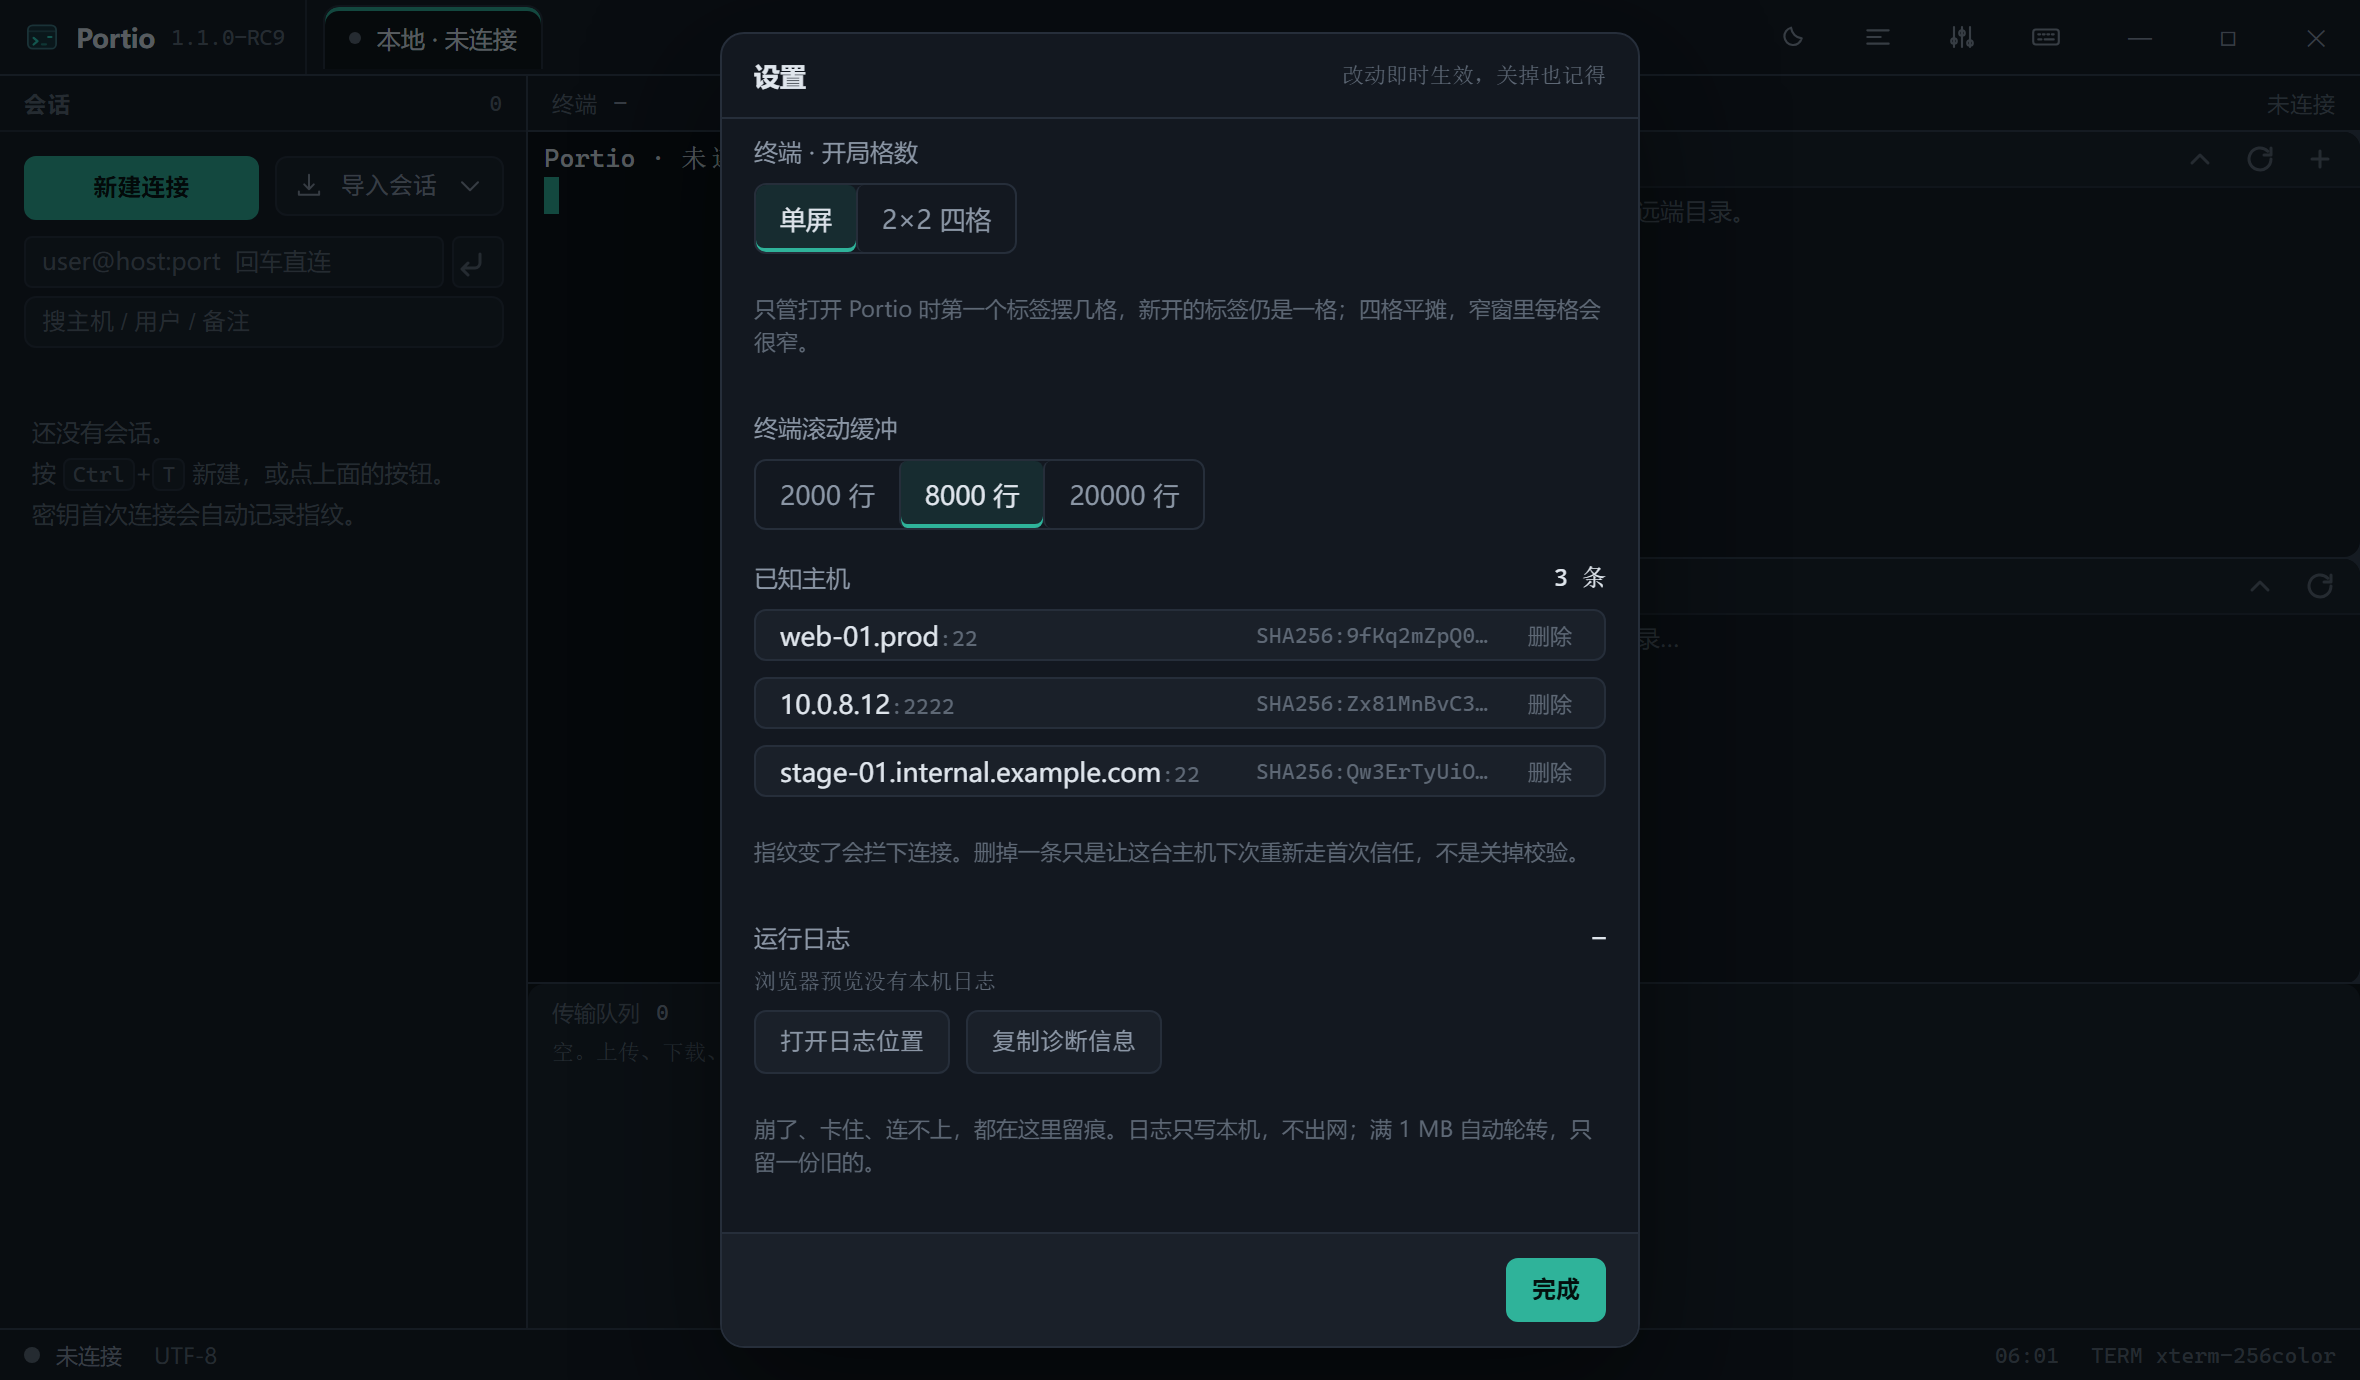 Portio 1.1.0-RC9
本地 · 未连接
会话 0
终端 —
未连接
新建连接
导入会话
user@host:port 回车直连
搜主机 / 用户 / 备注
还没有会话。
按 Ctrl + T 新建，或点上面的按钮。
密钥首次连接会自动记录指纹。
Portio · 未
远端目录。
录…
传输队列 0
空。上传、下载、
设置
改动即时生效，关掉也记得
终端 · 开局格数
单屏
2×2 四格
只管打开 Portio 时第一个标签摆几格，新开的标签仍是一格；四格平摊，窄窗里每格会
很窄。
终端滚动缓冲
2000 行
8000 行
20000 行
已知主机
3 条
web-01.prod:22 SHA256:9fKq2mZpQ0… 删除
10.0.8.12:2222 SHA256:Zx81MnBvC3… 删除
stage-01.internal.example.com:22 SHA256:Qw3ErTyUiO… 删除
指纹变了会拦下连接。删掉一条只是让这台主机下次重新走首次信任，不是关掉校验。
运行日志 —
浏览器预览没有本机日志
打开日志位置
复制诊断信息
崩了、卡住、连不上，都在这里留痕。日志只写本机，不出网；满 1 MB 自动轮转，只
留一份旧的。
完成
未连接 UTF-8
06:01 TERM xterm-256color